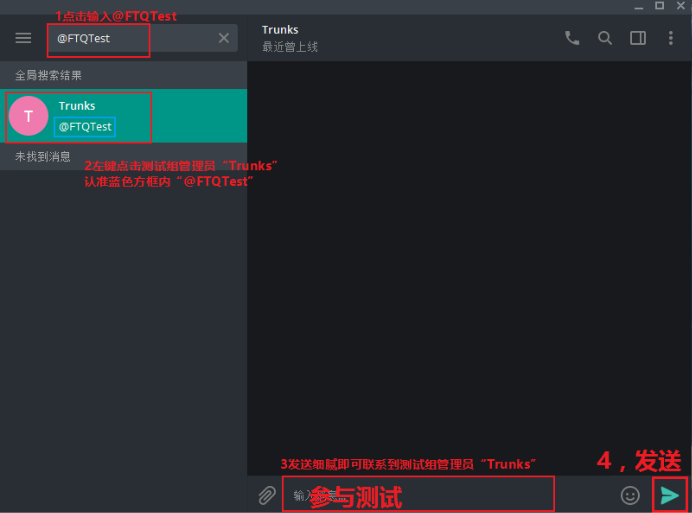 1点击输入@FTQTest
@FTQTest
Trunks
最近曾上线
全局搜索结果
T
Trunks
@FTQTest
未找到消息
2左键点击测试组管理员“Trunks”
认准蓝色方框内“@FTQTest”
3发送细腻即可联系到测试组管理员“Trunks”
4，发送
输入
参与测试